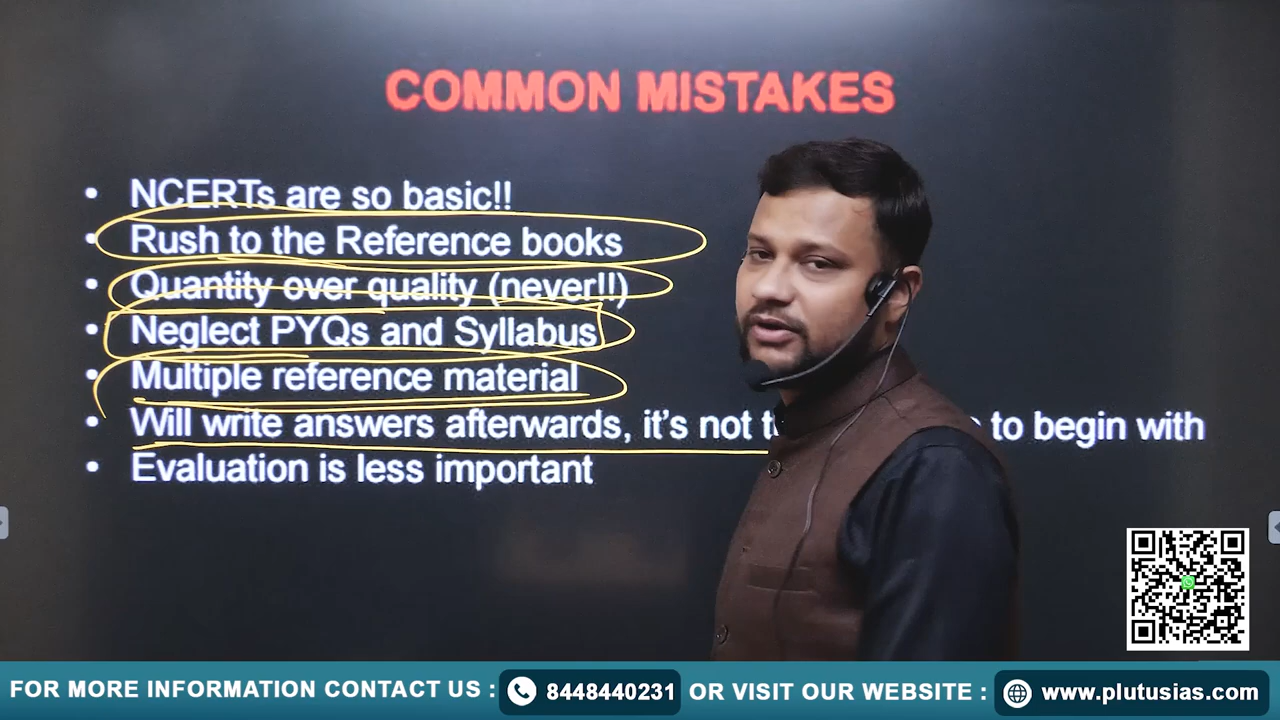 COMMON MISTAKES
• NCERTs are so basic!!
• Rush to the Reference books
• Quantity over quality (never!!)
• Neglect PYQs and Syllabus
• Multiple reference material
• Will write answers afterwards, it's not to begin with
• Evaluation is less important
FOR MORE INFORMATION CONTACT US : 8448440231 OR VISIT OUR WEBSITE : www.plutusias.com